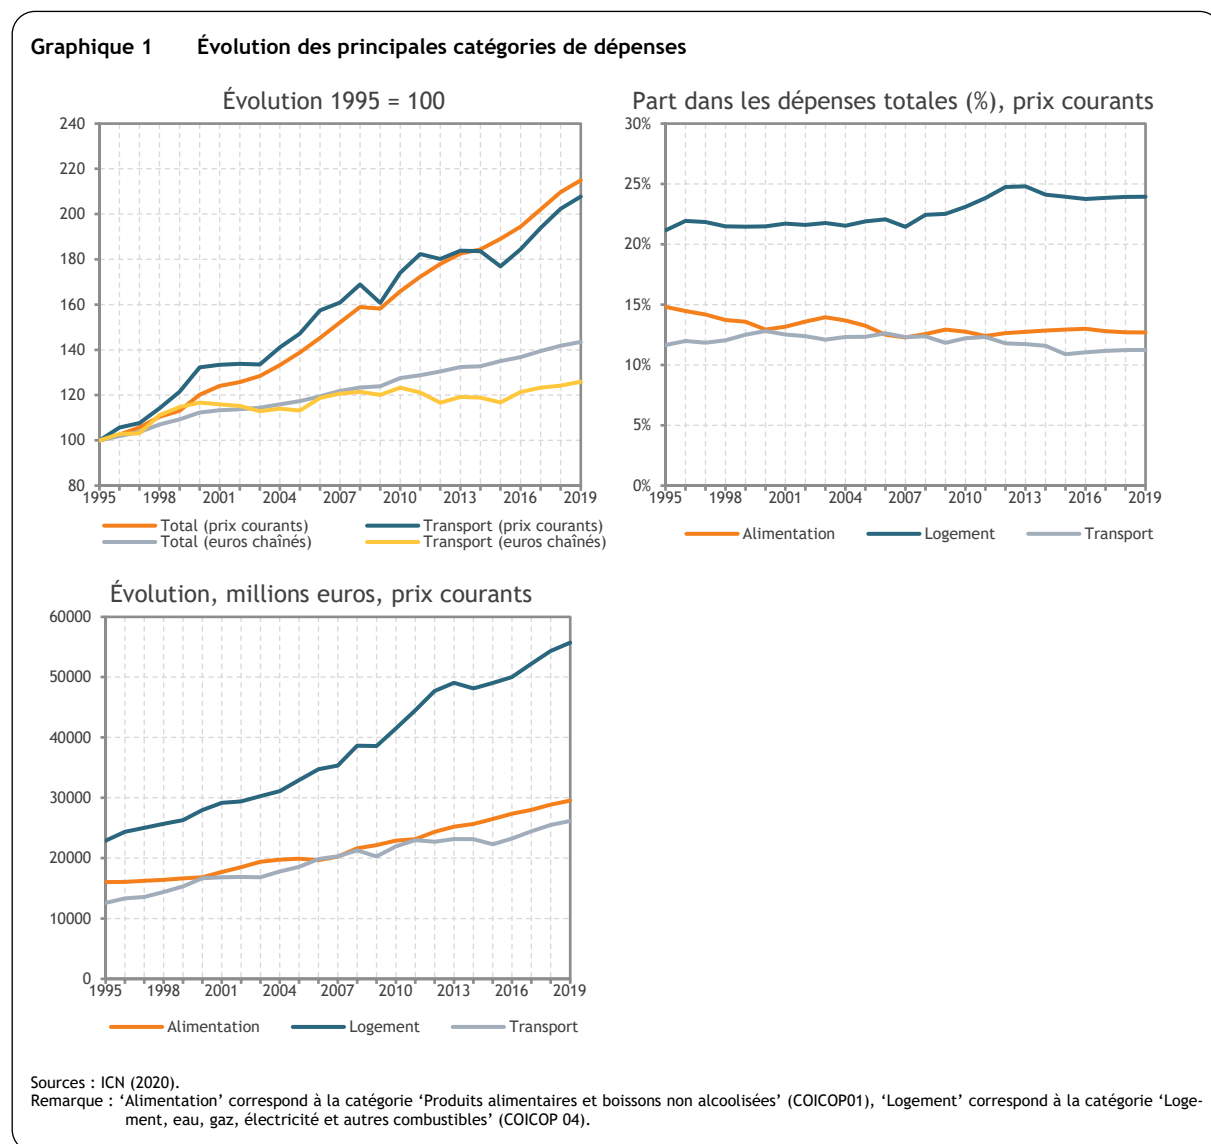 Graphique 1 Évolution des principales catégories de dépenses
Évolution 1995 = 100
240
220
200
180
160
140
120
100
80
1995 1998 2001 2004 2007 2010 2013 2016 2019
Total (prix courants) Transport (prix courants)
Total (euros chaînés) Transport (euros chaînés)
Part dans les dépenses totales (%), prix courants
30%
25%
20%
15%
10%
5%
0%
1995 1998 2001 2004 2007 2010 2013 2016 2019
Alimentation Logement Transport
Évolution, millions euros, prix courants
60000
50000
40000
30000
20000
10000
0
1995 1998 2001 2004 2007 2010 2013 2016 2019
Alimentation Logement Transport
Sources : ICN (2020).
Remarque : ‘Alimentation’ correspond à la catégorie ‘Produits alimentaires et boissons non alcoolisées’ (COICOP01), ‘Logement’ correspond à la catégorie ‘Loge-
ment, eau, gaz, électricité et autres combustibles’ (COICOP 04).